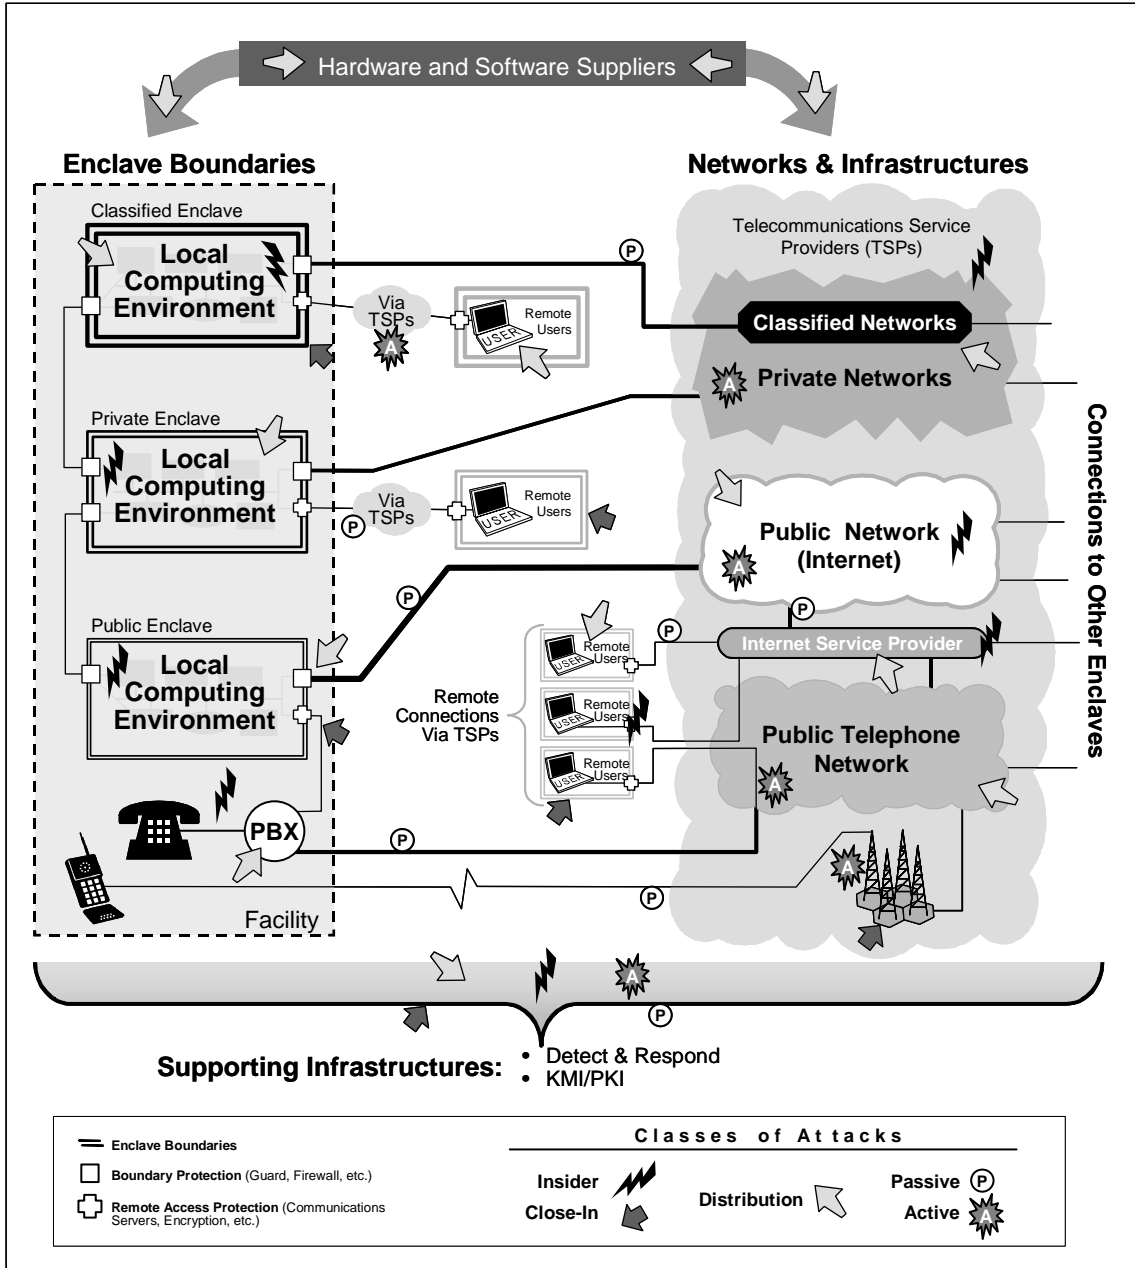 Hardware and Software Suppliers
Enclave Boundaries
Networks & Infrastructures
Classified Enclave
Local
Computing
Environment
P
Via
TSPs
A
USER
Remote
Users
Telecommunications Service
Providers (TSPs)
Classified Networks
A
Private Networks
Private Enclave
Local
Computing
Environment
P
Via
TSPs
USER
Remote
Users
Public Network
(Internet)
A
P
P
Connections to Other Enclaves
Public Enclave
Local
Computing
Environment
Remote
Connections
Via TSPs
USER
Remote
Users
P
USER
Remote
Users
USER
Remote
Users
Internet Service Provider
Public Telephone
Network
A
PBX
P
P
A
Facility
A
P
Supporting Infrastructures:
• Detect & Respond
• KMI/PKI
Enclave Boundaries
Boundary Protection (Guard, Firewall, etc.)
Remote Access Protection (Communications
Servers, Encryption, etc.)
Classes of Attacks
Insider
Close-In
Distribution
Passive P
Active A